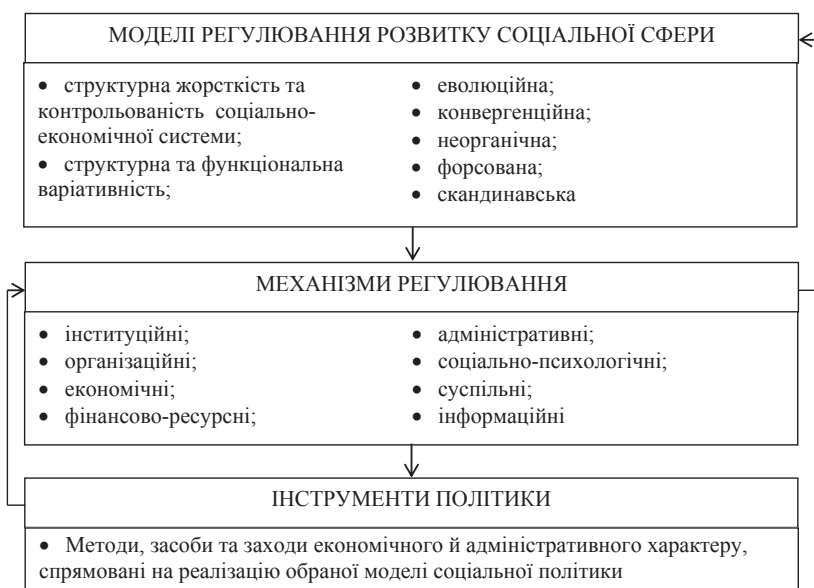 МОДЕЛІ РЕГУЛЮВАННЯ РОЗВИТКУ СОЦІАЛЬНОЇ СФЕРИ
• структурна жорсткість та
контрольованість соціально-
економічної системи;
• структурна та функціональна
варіативність;
• еволюційна;
• конвергенційна;
• неорганічна;
• форсована;
• скандинавська
МЕХАНІЗМИ РЕГУЛЮВАННЯ
• інституційні;
• організаційні;
• економічні;
• фінансово-ресурсні;
• адміністративні;
• соціально-психологічні;
• суспільні;
• інформаційні
ІНСТРУМЕНТИ ПОЛІТИКИ
• Методи, засоби та заходи економічного й адміністративного характеру,
спрямовані на реалізацію обраної моделі соціальної політики